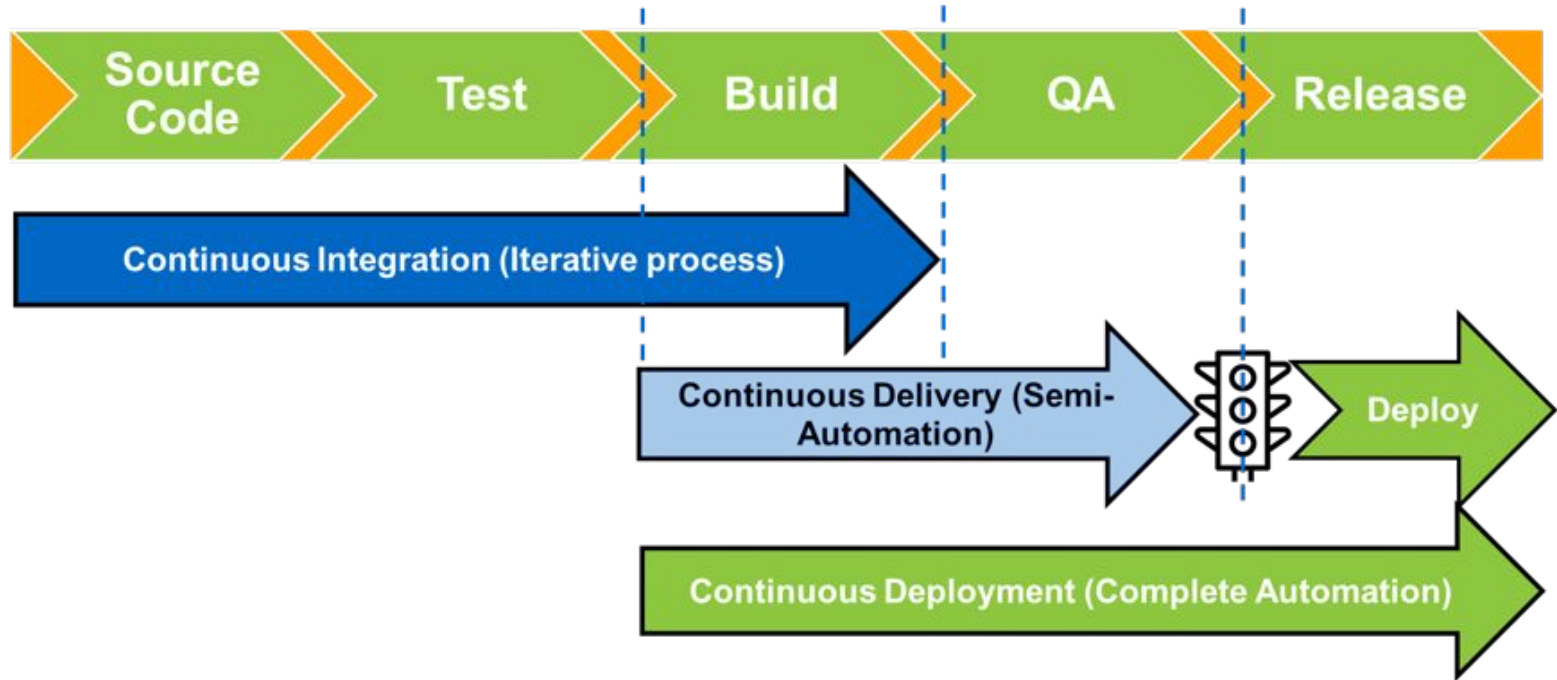 Source
Code
Test
Build
QA
Release
Continuous Integration (Iterative process)
Continuous Delivery (Semi-
Automation)
Deploy
Continuous Deployment (Complete Automation)